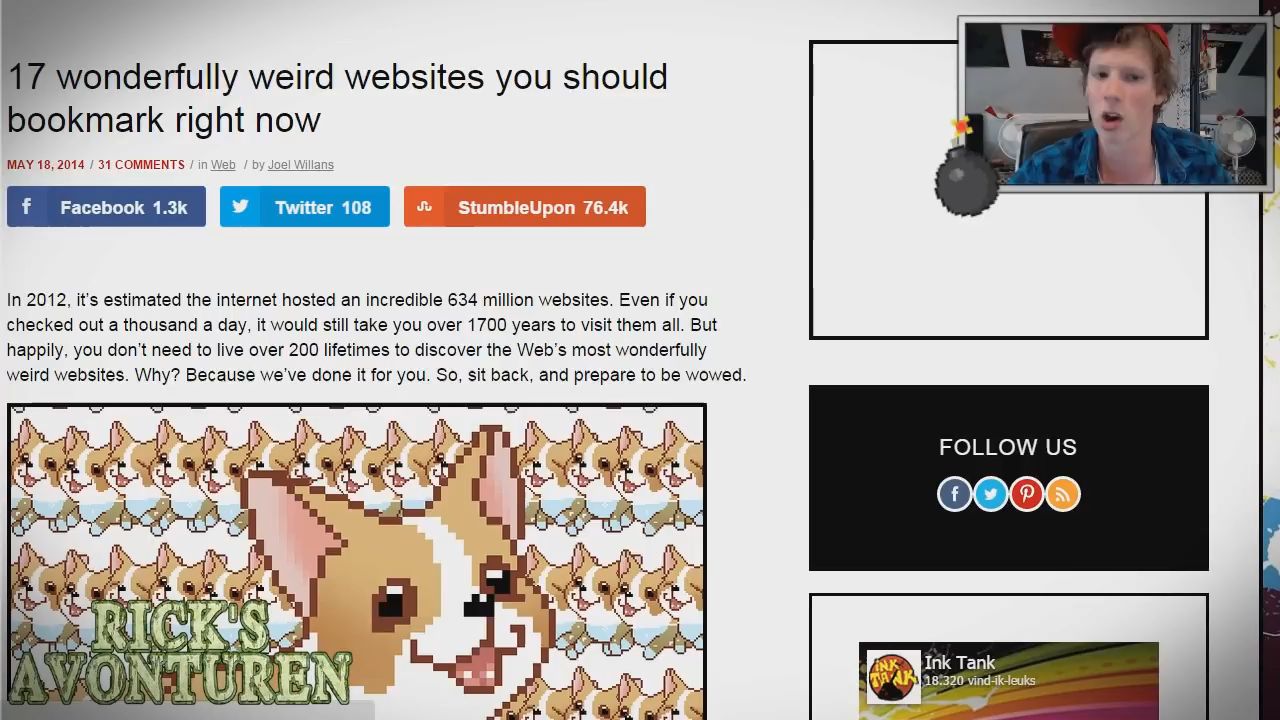 17 wonderfully weird websites you should
bookmark right now
MAY 18, 2014 / 31 COMMENTS / in Web / by Joel Willans
Facebook 1.3k
Twitter 108
StumbleUpon 76.4k
In 2012, it's estimated the internet hosted an incredible 634 million websites. Even if you
checked out a thousand a day, it would still take you over 1700 years to visit them all. But
happily, you don't need to live over 200 lifetimes to discover the Web's most wonderfully
weird websites. Why? Because we've done it for you. So, sit back, and prepare to be wowed.
RICK'S
AVONTUREN
FOLLOW US
INK
TANK
Ink Tank
18.320 vind-ik-leuks